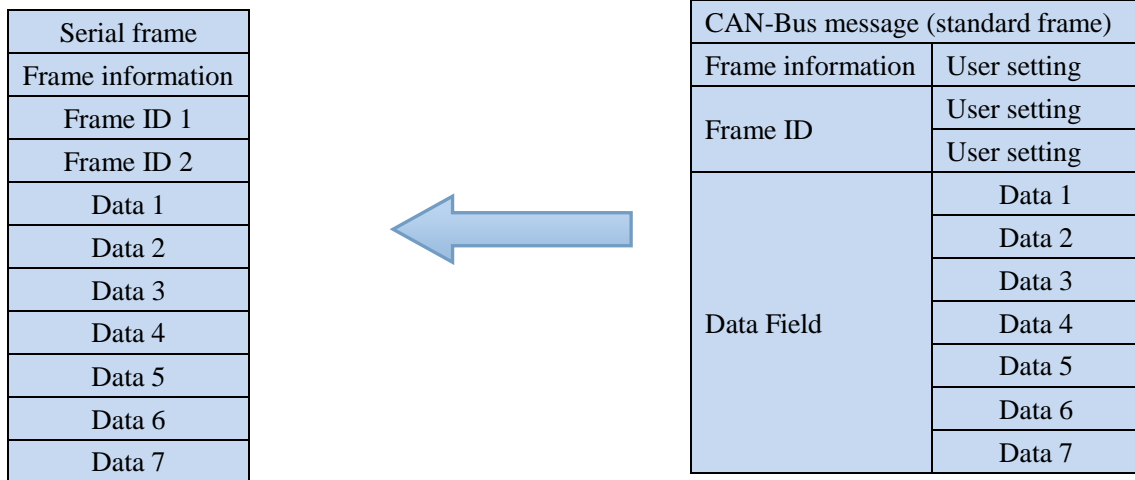 Serial frame
Frame information
Frame ID 1
Frame ID 2
Data 1
Data 2
Data 3
Data 4
Data 5
Data 6
Data 7
CAN-Bus message (standard frame)
Frame information User setting
Frame ID
User setting
User setting
Data Field
Data 1
Data 2
Data 3
Data 4
Data 5
Data 6
Data 7